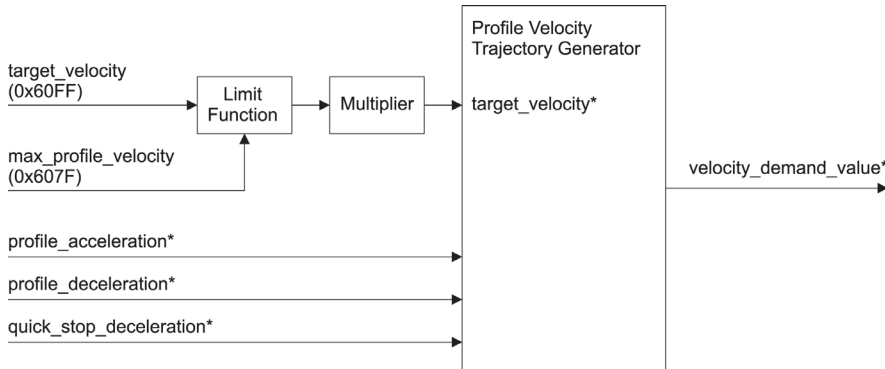 Profile Velocity
Trajectory Generator
target_velocity
(0x60FF)
Limit
Function
Multiplier
target_velocity*
max_profile_velocity
(0x607F)
velocity_demand_value*
profile_acceleration*
profile_deceleration*
quick_stop_deceleration*